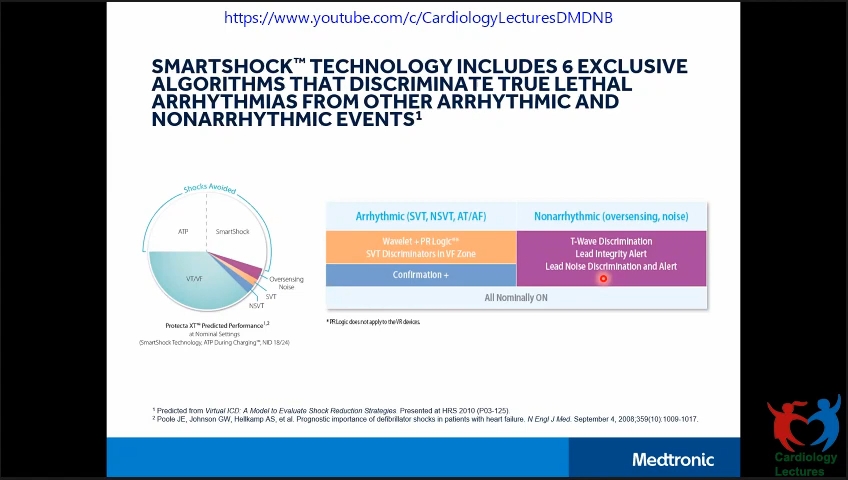 https://www.youtube.com/c/CardiologyLecturesDMDNB
SMARTSHOCK™ TECHNOLOGY INCLUDES 6 EXCLUSIVE
ALGORITHMS THAT DISCRIMINATE TRUE LETHAL
ARRHYTHMIAS FROM OTHER ARRHYTHMIC AND
NONARRHYTHMIC EVENTS¹
Shocks Avoided
ATP
SmartShock
VT/VF
Oversensing
Noise
SVT
NSVT
Protecta XT™ Predicted Performance¹,²
at Nominal Settings
(SmartShock Technology, ATP During Charging™, NID 18/24)
Arrhythmic (SVT, NSVT, AT/AF)
Nonarrhythmic (oversensing, noise)
Wavelet + PR Logic**
SVT Discriminators in VF Zone
Confirmation +
T-Wave Discrimination
Lead Integrity Alert
Lead Noise Discrimination and Alert
All Nominally ON
* PR Logic does not apply to the VR devices.
¹ Predicted from Virtual ICD: A Model to Evaluate Shock Reduction Strategies. Presented at HRS 2010 (P03-125).
² Poole JE, Johnson GW, Hellkamp AS, et al. Prognostic importance of defibrillator shocks in patients with heart failure. N Engl J Med. September 4, 2008;359(10):1009-1017.
Medtronic
Cardiology
Lectures